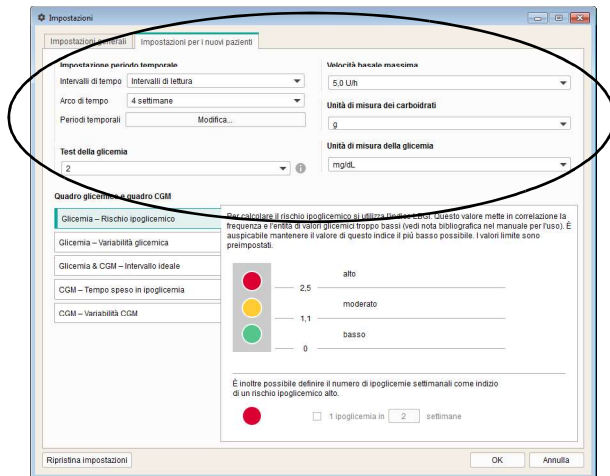 Impostazioni
Impostazioni generali
Impostazioni per i nuovi pazienti
Impostazione periodo temporale
Intervalli di tempo Intervalli di lettura
Arco di tempo 4 settimane
Periodi temporali Modifica...
Test della glicemia
2
Velocità basale massima
5,0 U/h
Unità di misura dei carboidrati
g
Unità di misura della glicemia
mg/dL
Quadro glicemico e quadro CGM
Glicemia – Rischio ipoglicemico
Glicemia – Variabilità glicemica
Glicemia & CGM – Intervallo ideale
CGM – Tempo speso in ipoglicemia
CGM – Variabilità CGM
Per calcolare il rischio ipoglicemico si utilizza l'indice LBGI. Questo valore mette in correlazione la
frequenza e l'entità di valori glicemici troppo bassi (vedi nota bibliografica nel manuale per l'uso). È
auspicabile mantenere il valore di questo indice il più basso possibile. I valori limite sono
preimpostati.
alto
2,5
moderato
1,1
basso
0
È inoltre possibile definire il numero di ipoglicemie settimanali come indizio
di un rischio ipoglicemico alto.
1 ipoglicemia in 2 settimane
Ripristina impostazioni
OK
Annulla